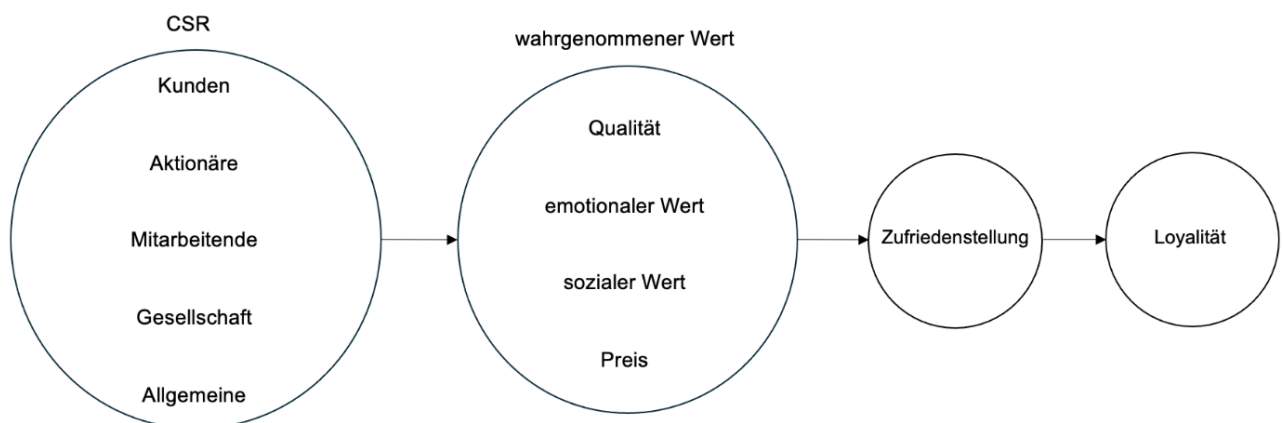 CSR
Kunden
Aktionäre
Mitarbeitende
Gesellschaft
Allgemeine
wahrgenommener Wert
Qualität
emotionaler Wert
sozialer Wert
Preis
Zufriedenstellung
Loyalität